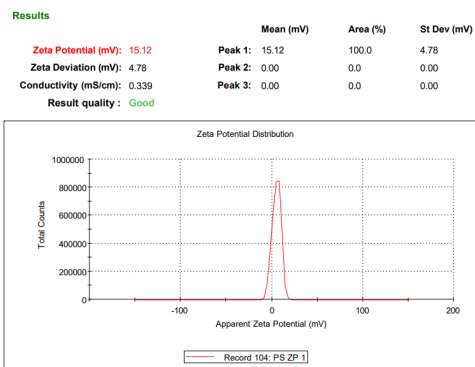 Results
Mean (mV) Area (%) St Dev (mV)
Zeta Potential (mV): 15.12 Peak 1: 15.12 100.0 4.78
Zeta Deviation (mV): 4.78 Peak 2: 0.00 0.0 0.00
Conductivity (mS/cm): 0.339 Peak 3: 0.00 0.0 0.00
Result quality : Good
Zeta Potential Distribution
1000000
800000
600000
400000
200000
0
Total Counts
-100 0 100 200
Apparent Zeta Potential (mV)
Record 104: PS ZP 1